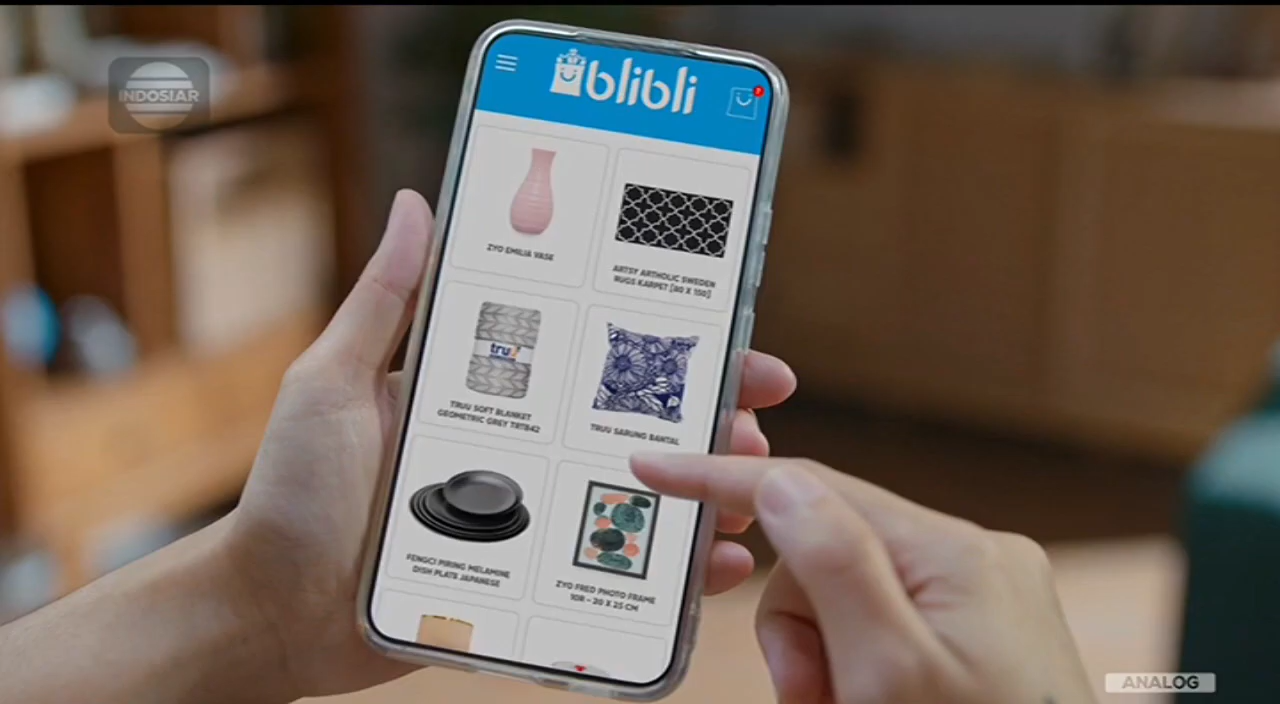 INDOSIAR
blibli
ZYO EMILIA VASE
ARTSY ARTHOLIC SWEDEN
RUGS KARPET [80 X 150]
truu
TRUU SOFT BLANKET
GEOMETRIC GREY TRTB42
TRUU SARUNG BANTAL
FENGCI PIRING MELAMINE
DISH PLATE JAPANESE
ZYO FRED PHOTO FRAME
10R - 20 X 25 CM
ANALOG